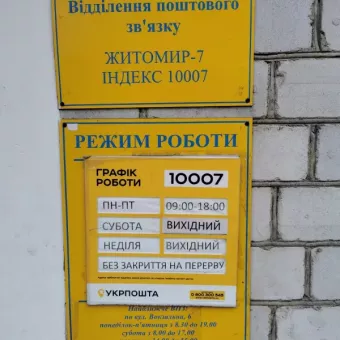 Відділення поштового
зв'язку
ЖИТОМИР-7
ІНДЕКС 10007
РЕЖИМ РОБОТИ
ГРАФІК
РОБОТИ
10007
ПН-ПТ 09:00-18:00
СУБОТА ВИХІДНИЙ
НЕДІЛЯ ВИХІДНИЙ
БЕЗ ЗАКРИТТЯ НА ПЕРЕРВУ
УКРПОШТА
по вул. Вокзальна, 6
понеділок-п'ятниця з 8.30 до 19.00
субота з 8.00 до 17.00